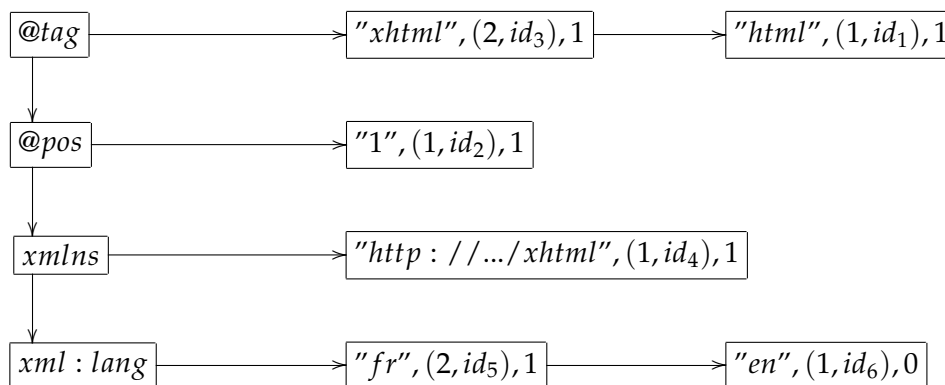 @tag "xhtml", (2, id₃), 1 "html", (1, id₁), 1
@pos "1", (1, id₂), 1
xmlns "http : //.../xhtml", (1, id₄), 1
xml : lang "fr", (2, id₅), 1 "en", (1, id₆), 0